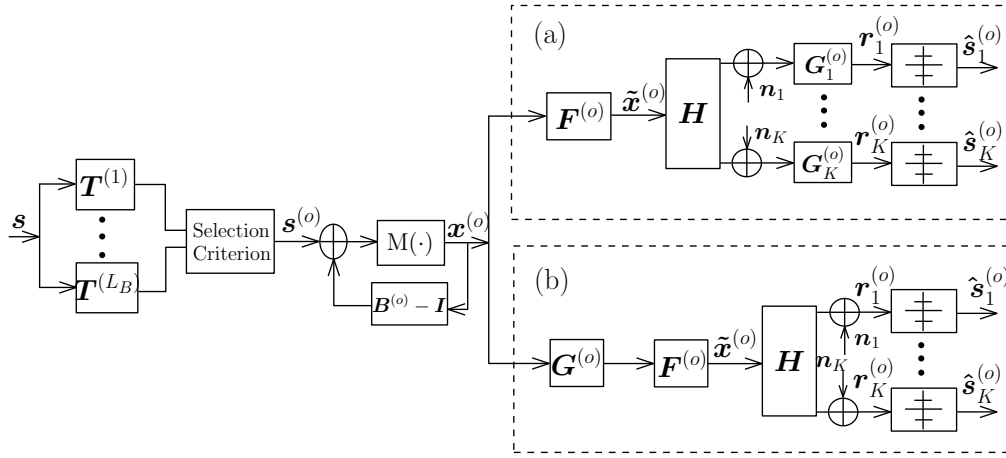 s
T^{(1)}
T^{(L_B)}
Selection
Criterion
s^{(o)}
M(·)
x^{(o)}
B^{(o)} − I
(a)
F^{(o)}
x̃^{(o)}
H
n_1
n_K
G_1^{(o)}
G_K^{(o)}
r_1^{(o)}
r_K^{(o)}
ŝ_1^{(o)}
ŝ_K^{(o)}
(b)
G^{(o)}
F^{(o)}
x̃^{(o)}
H
n_1
n_K
r_1^{(o)}
r_K^{(o)}
ŝ_1^{(o)}
ŝ_K^{(o)}